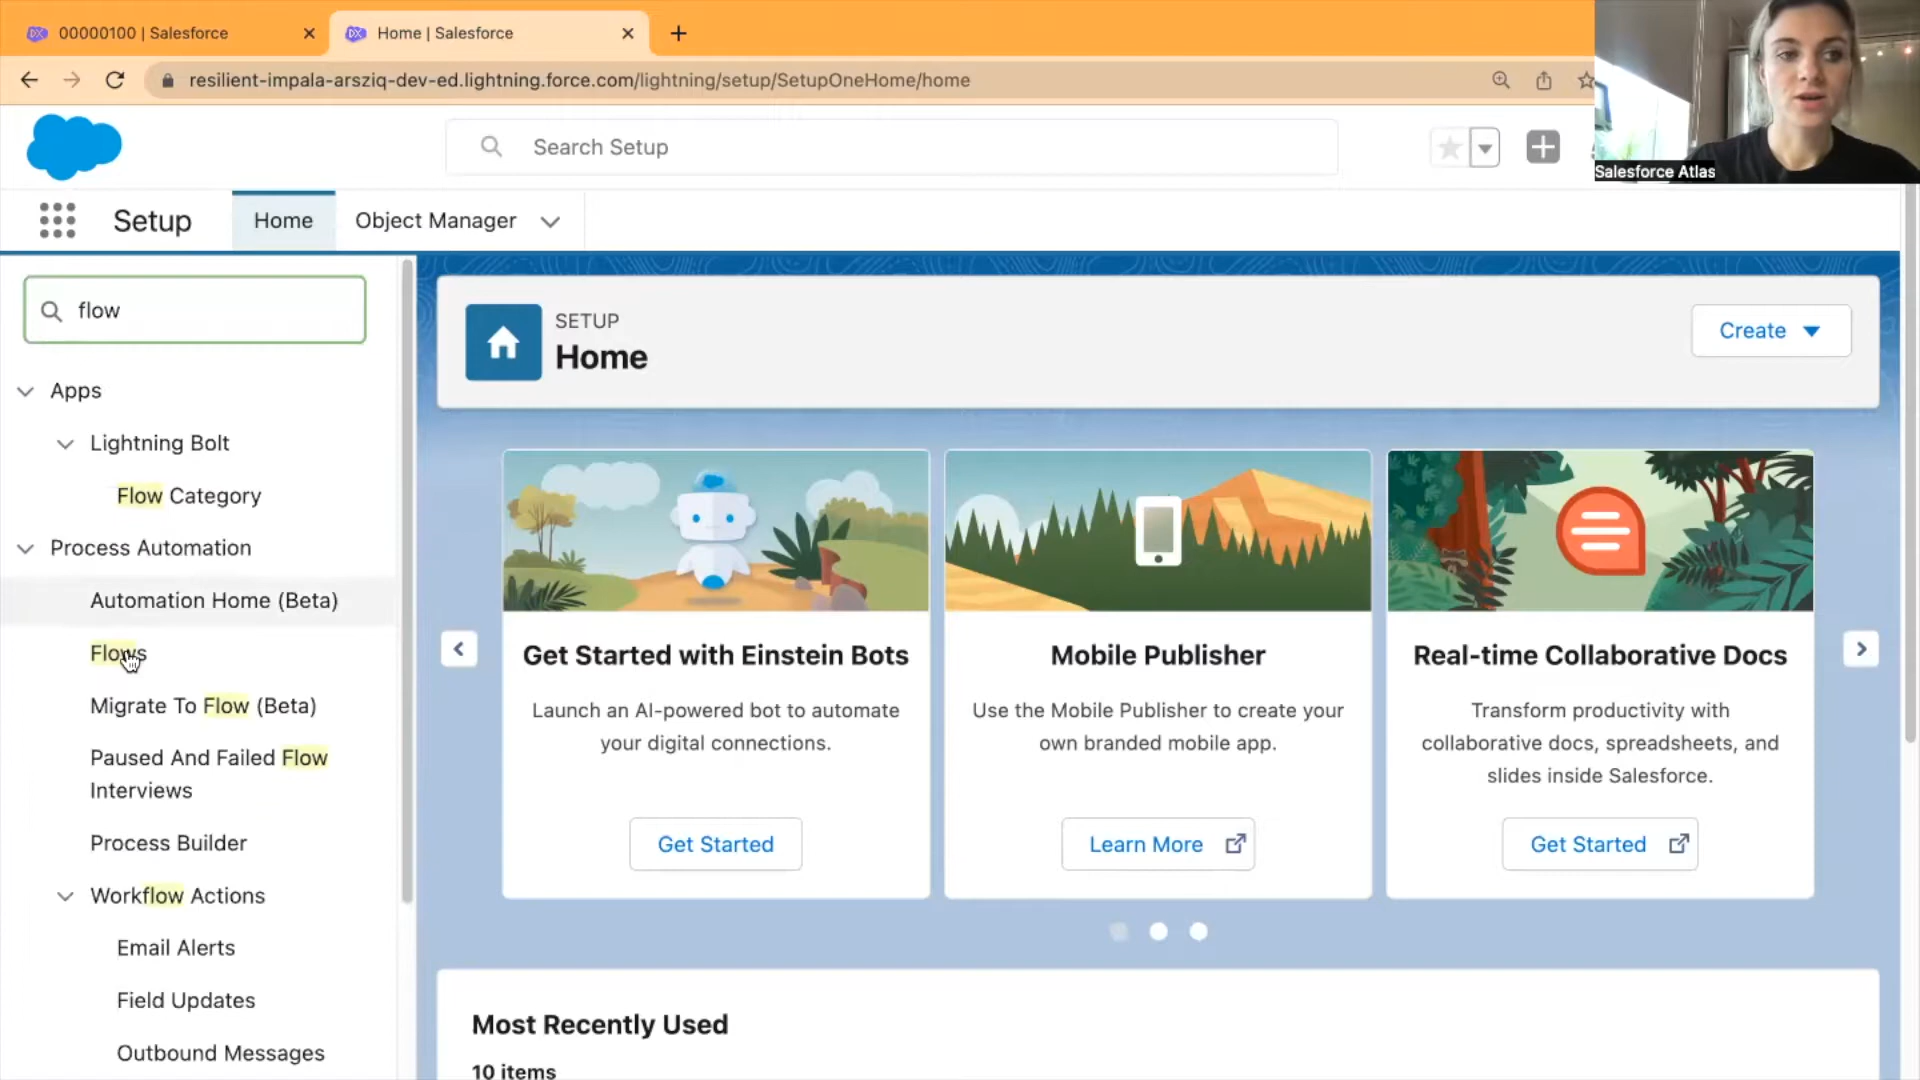 00000100 | Salesforce
Home | Salesforce
resilient-impala-arsziq-dev-ed.lightning.force.com/lightning/setup/SetupOneHome/home
Search Setup
Salesforce Atlas
Setup
Home
Object Manager
flow
Apps
Lightning Bolt
Flow Category
Process Automation
Automation Home (Beta)
Flows
Migrate To Flow (Beta)
Paused And Failed Flow
Interviews
Process Builder
Workflow Actions
Email Alerts
Field Updates
Outbound Messages
SETUP
Home
Create
Get Started with Einstein Bots
Launch an AI-powered bot to automate
your digital connections.
Get Started
Mobile Publisher
Use the Mobile Publisher to create your
own branded mobile app.
Learn More
Real-time Collaborative Docs
Transform productivity with
collaborative docs, spreadsheets, and
slides inside Salesforce.
Get Started
Most Recently Used
10 items